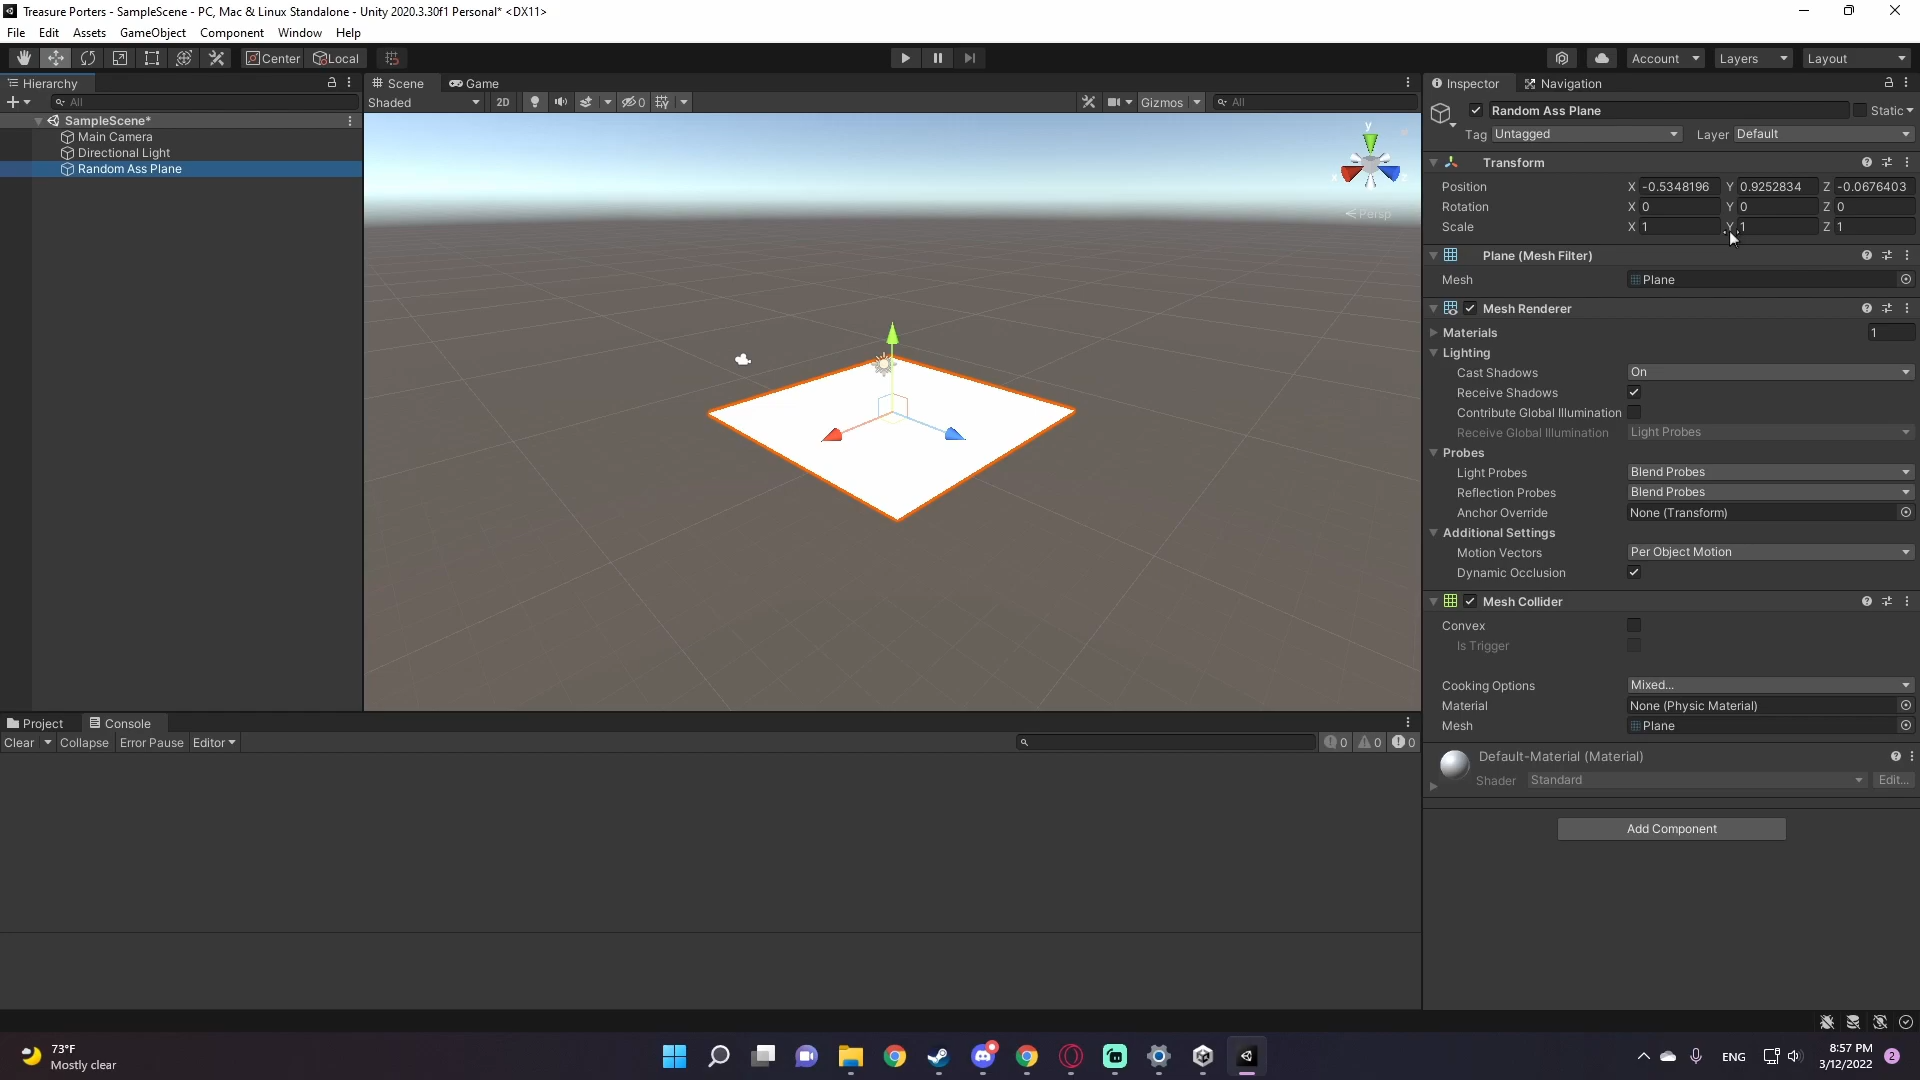 Treasure Porters - SampleScene - PC, Mac & Linux Standalone - Unity 2020.3.30f1 Personal* <DX11>
File Edit Assets GameObject Component Window Help
Center Local Account Layers Layout
Hierarchy
All
SampleScene*
Main Camera
Directional Light
Random Ass Plane
Scene Game
Shaded 2D 0 Gizmos All
y
x z
Persp
Inspector Navigation
Random Ass Plane Static
Tag Untagged Layer Default
Transform
Position X -0.5348196 Y 0.9252834 Z -0.0676403
Rotation X 0 Y 0 Z 0
Scale X 1 Y 1 Z 1
Plane (Mesh Filter)
Mesh Plane
Mesh Renderer
Materials 1
Lighting
Cast Shadows On
Receive Shadows
Contribute Global Illumination
Receive Global Illumination Light Probes
Probes
Light Probes Blend Probes
Reflection Probes Blend Probes
Anchor Override None (Transform)
Additional Settings
Motion Vectors Per Object Motion
Dynamic Occlusion
Mesh Collider
Convex
Is Trigger
Cooking Options Mixed...
Material None (Physic Material)
Mesh Plane
Default-Material (Material)
Shader Standard Edit...
Add Component
Project Console
Clear Collapse Error Pause Editor 0 0 0
73°F
Mostly clear
ENG
8:57 PM
3/12/2022
2